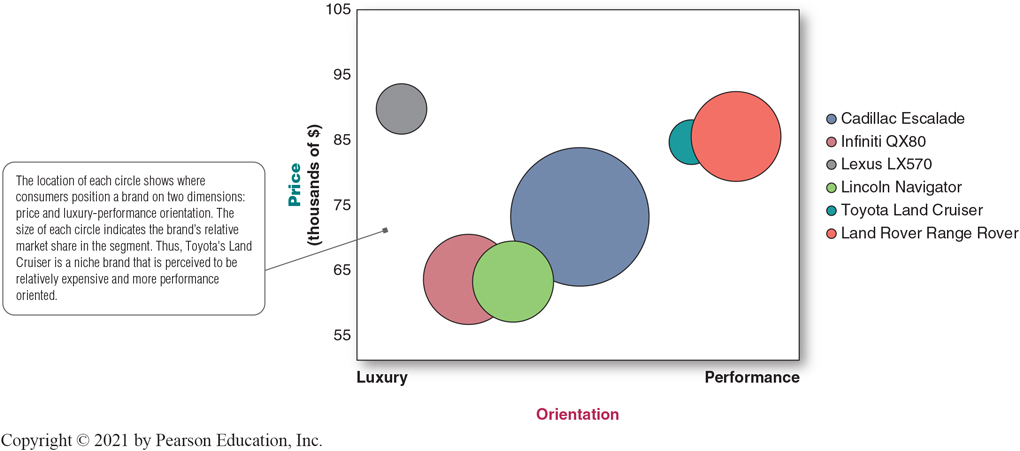 105
95
85
75
65
55
Price
(thousands of $)
Luxury
Performance
Orientation
Cadillac Escalade
Infiniti QX80
Lexus LX570
Lincoln Navigator
Toyota Land Cruiser
Land Rover Range Rover
The location of each circle shows where
consumers position a brand on two dimensions:
price and luxury-performance orientation. The
size of each circle indicates the brand's relative
market share in the segment. Thus, Toyota's Land
Cruiser is a niche brand that is perceived to be
relatively expensive and more performance
oriented.
Copyright © 2021 by Pearson Education, Inc.